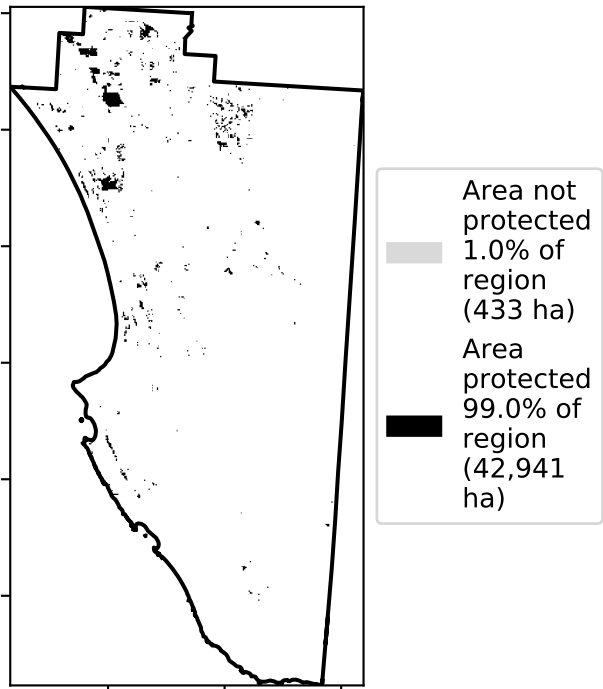 Area not
protected
1.0% of
region
(433 ha)
Area
protected
99.0% of
region
(42,941
ha)